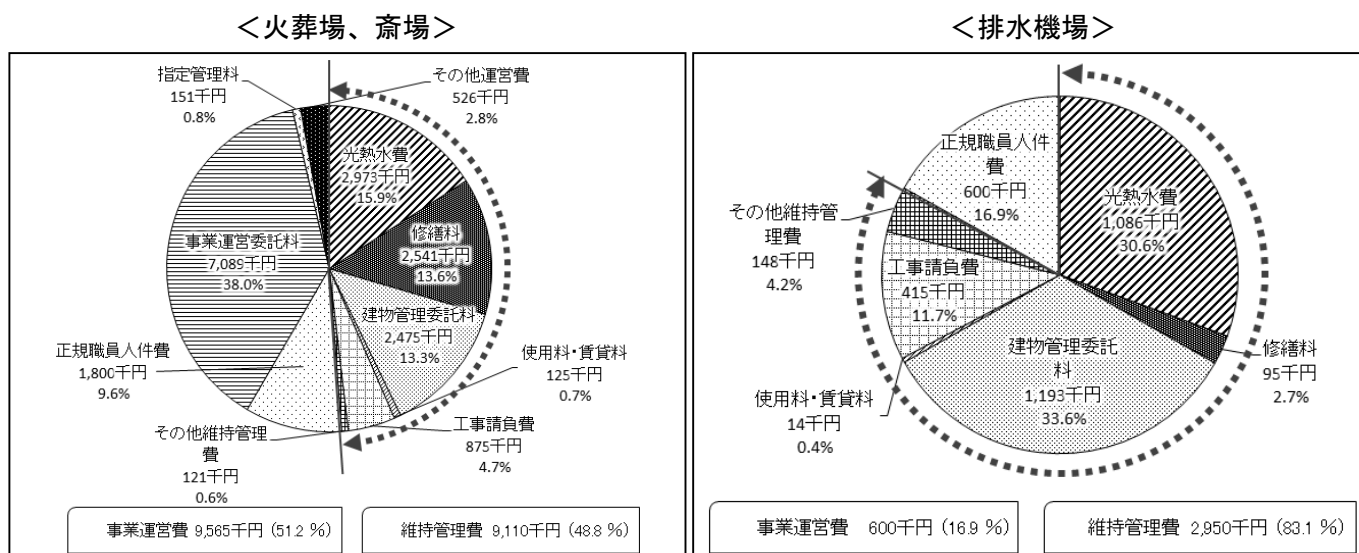 ＜火葬場、斎場＞
指定管理料
151千円
0.8%
その他運営費
526千円
2.8%
光熱水費
2,973千円
15.9%
修繕料
2,541千円
13.6%
建物管理委託料
2,475千円
13.3%
使用料・賃貸料
125千円
0.7%
工事請負費
875千円
4.7%
その他維持管理
費
121千円
0.6%
正規職員人件費
1,800千円
9.6%
事業運営委託料
7,089千円
38.0%
事業運営費 9,565千円 (51.2 %)
維持管理費 9,110千円 (48.8 %)
＜排水機場＞
光熱水費
1,086千円
30.6%
修繕料
95千円
2.7%
建物管理委託
料
1,193千円
33.6%
使用料・賃貸料
14千円
0.4%
工事請負費
415千円
11.7%
その他維持管
理費
148千円
4.2%
正規職員人件
費
600千円
16.9%
事業運営費 600千円 (16.9 %)
維持管理費 2,950千円 (83.1 %)